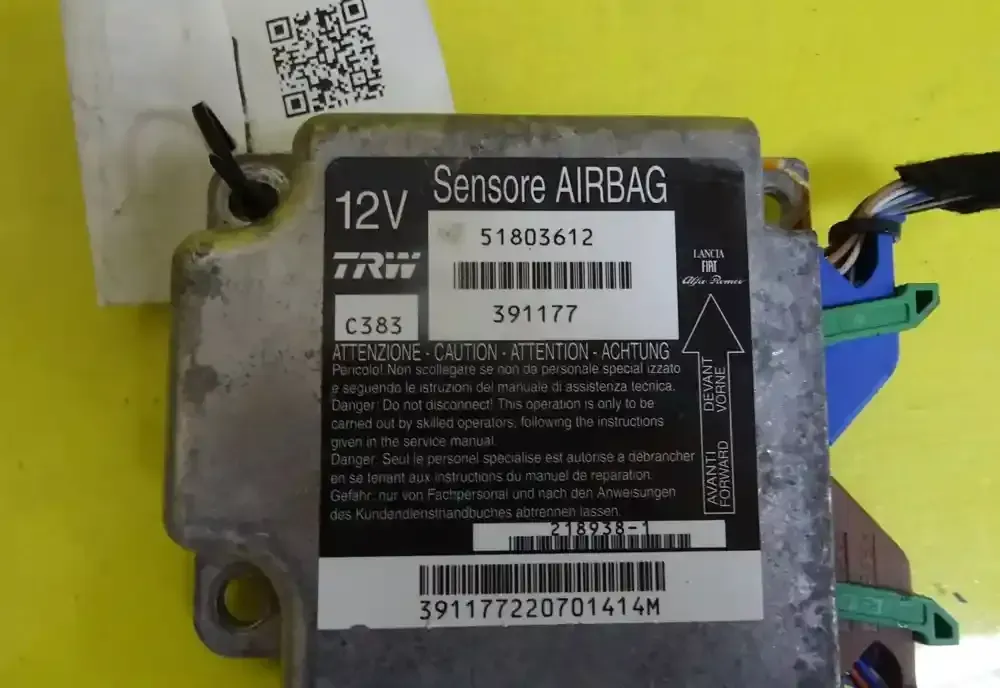 12V
Sensore AIRBAG
51803612
TRW
LANCIA
FIAT
Alfa Romeo
391177
C383
ATTENZIONE - CAUTION - ATTENTION - ACHTUNG
Pericolo! Non scollegare se non da personale special izzato
e seguendo le istruzioni del manuale di assistenza tecnica.
Danger: Do not disconnect! This operation is only to be
carried out by skilled operators, following the instructions
given in the service manual.
Danger: Seul le personel specialise est autorise a debrancher
en se tenant aux instructions du manuel de reparation.
Gefahr: nur von Fachpersonal und nach den Anweisungen
des Kundendiensthandbuches abtrennen lassen.
AVANTI DEVANT
FORWARD VORNE
218938-1
391177220701414M